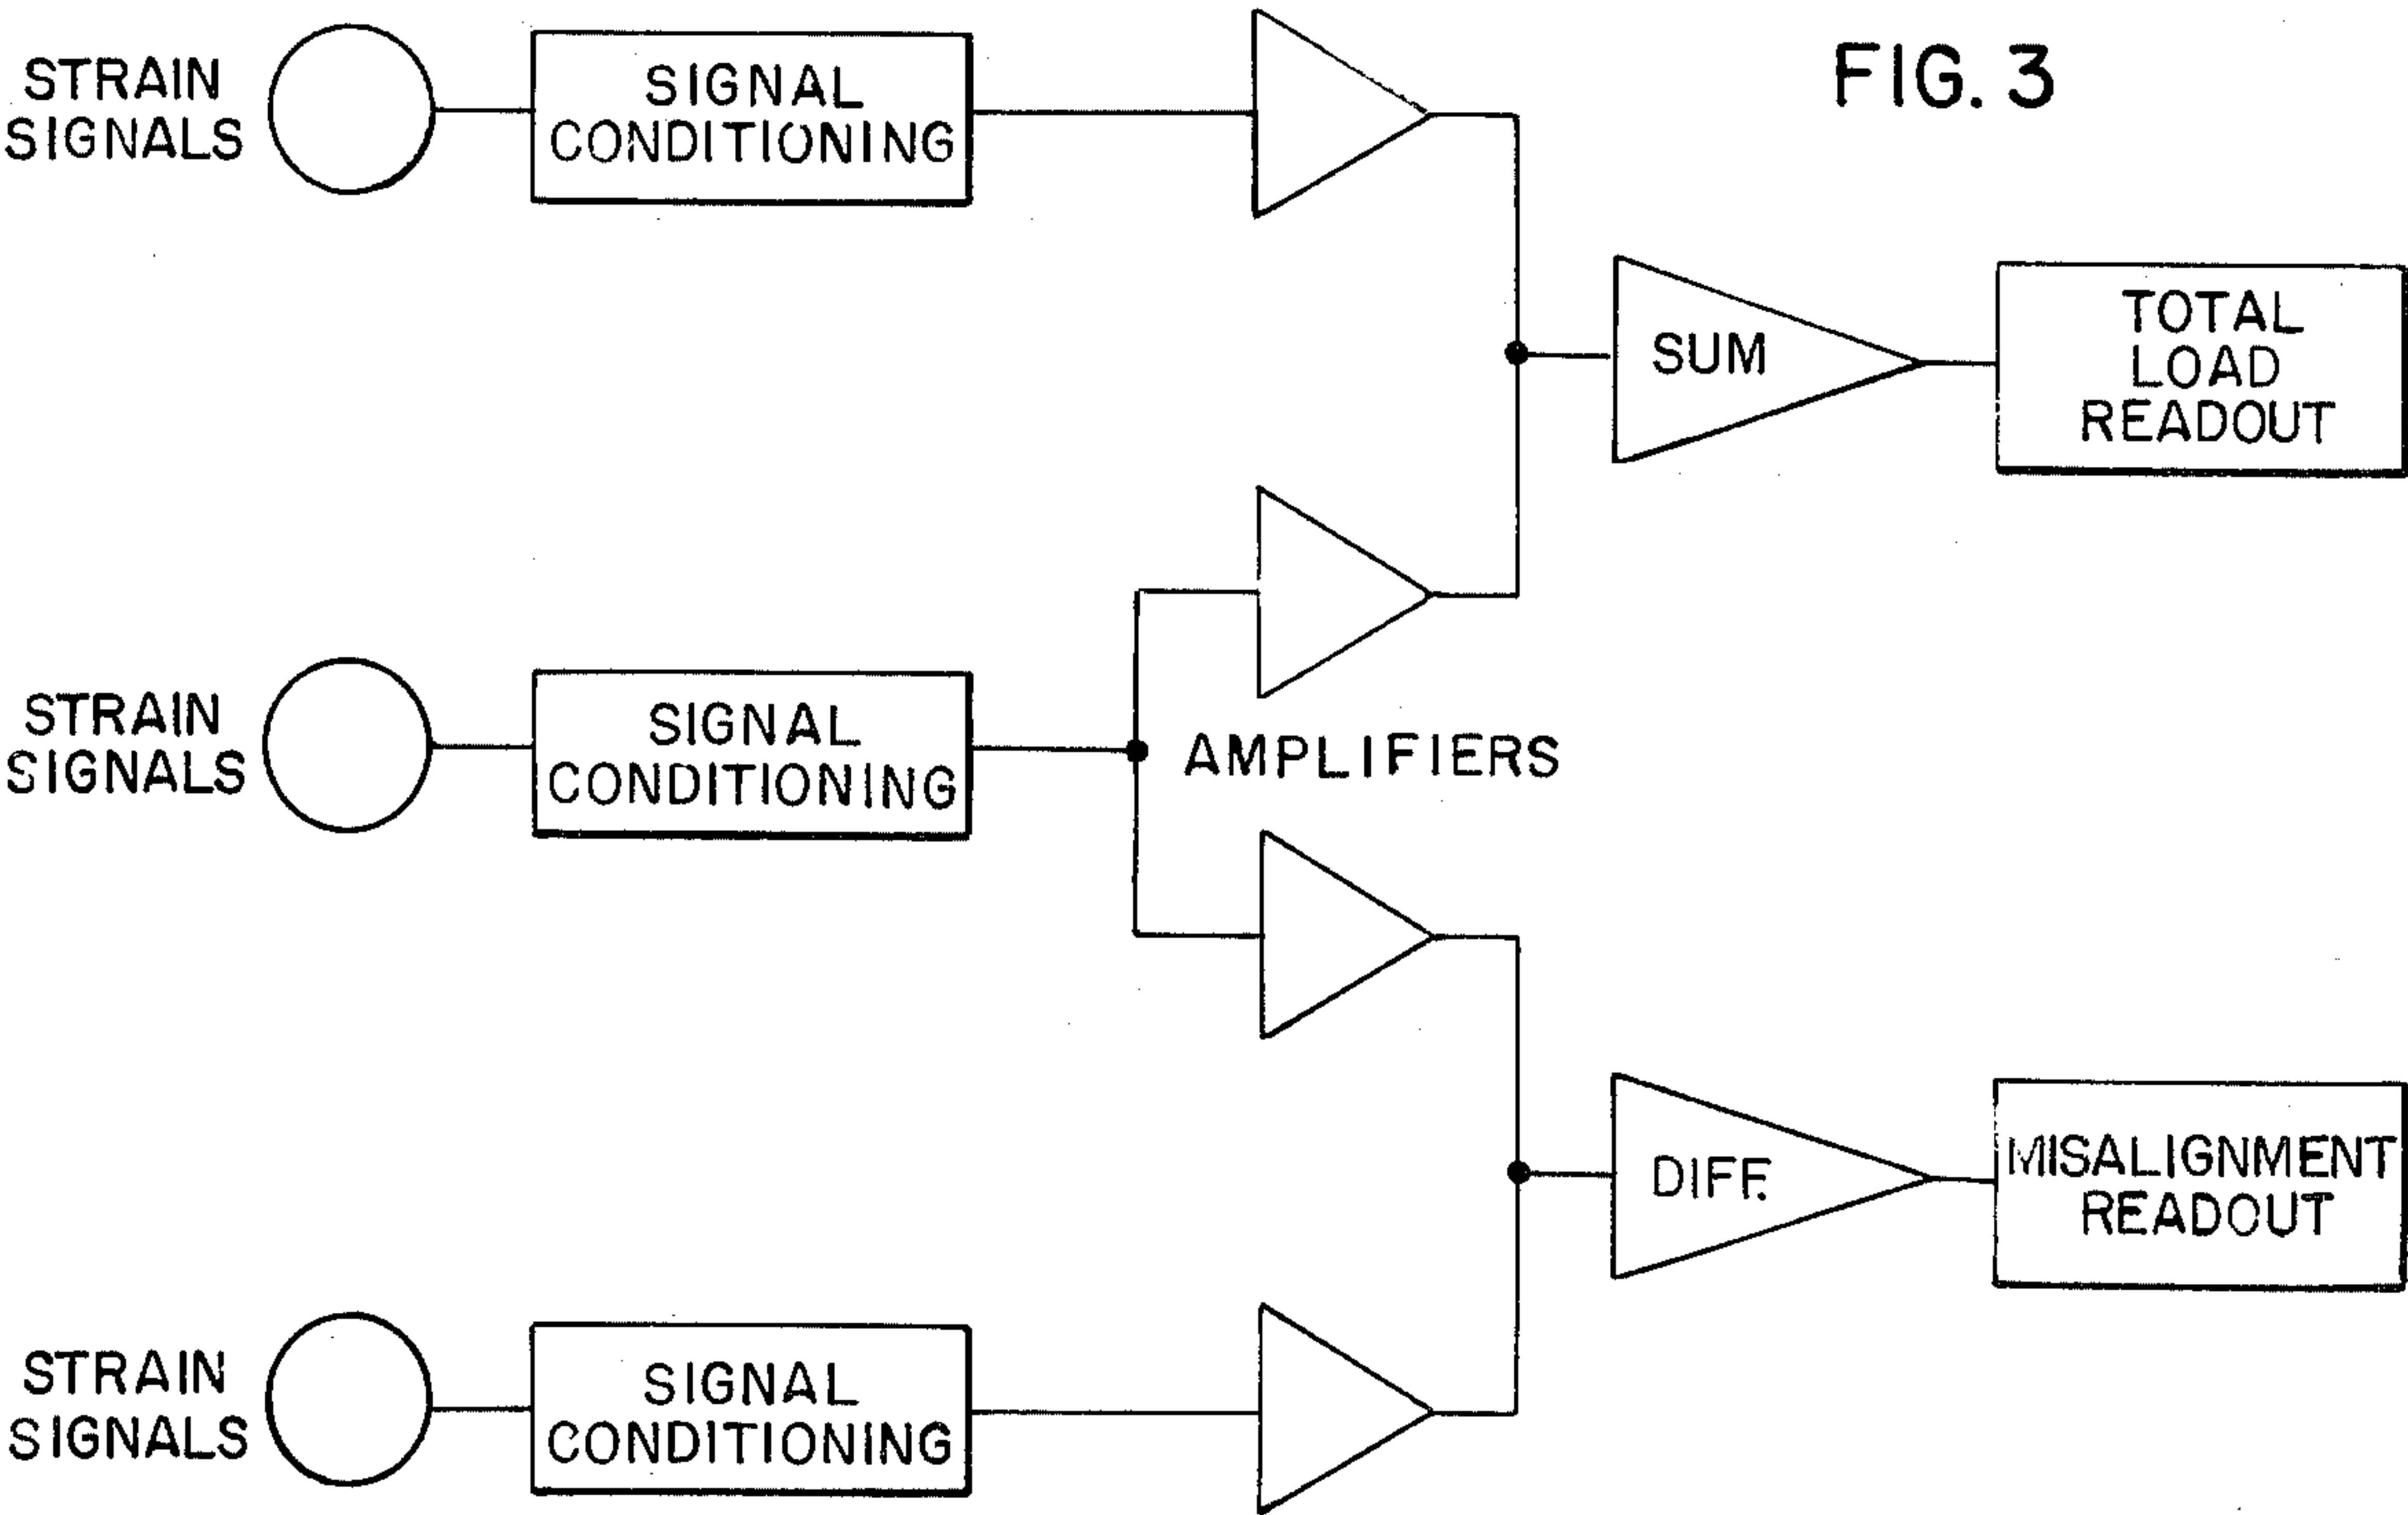 FIG. 3
STRAIN
SIGNALS
SIGNAL
CONDITIONING
SUM
TOTAL
LOAD
READOUT
STRAIN
SIGNALS
SIGNAL
CONDITIONING
AMPLIFIERS
DIFF.
MISALIGNMENT
READOUT
STRAIN
SIGNALS
SIGNAL
CONDITIONING